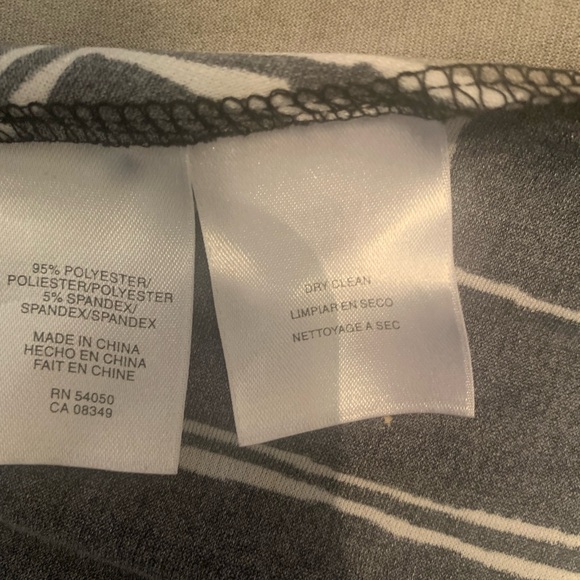 95% POLYESTER/
POLIESTER/POLYESTER
5% SPANDEX/
SPANDEX/SPANDEX
MADE IN CHINA
HECHO EN CHINA
FAIT EN CHINE
RN 54050
CA 08349
DRY CLEAN
LIMPIAR EN SECO
NETTOYAGE A SEC